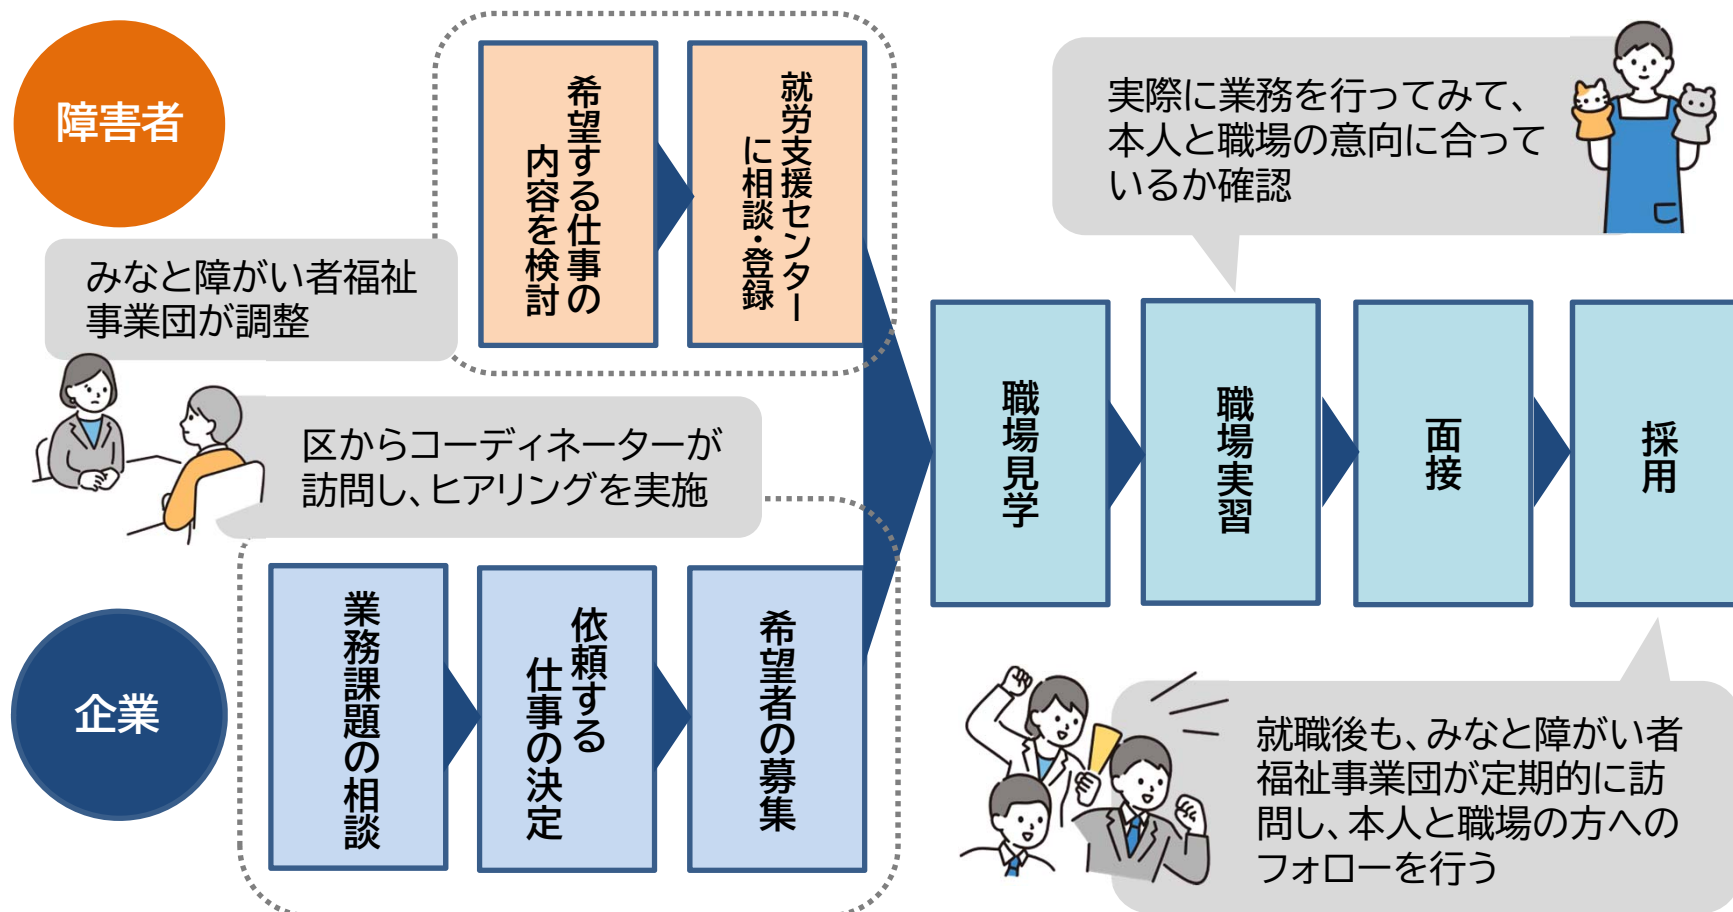 障害者
希望する仕事の
内容を検討
就労支援センター
に相談・登録
みなと障がい者福祉
事業団が調整
区からコーディネーターが
訪問し、ヒアリングを実施
企業
業務課題の相談
依頼する
仕事の決定
希望者の募集
実際に業務を行ってみて、
本人と職場の意向に合って
いるか確認
職場見学
職場実習
面接
採用
就職後も、みなと障がい者
福祉事業団が定期的に訪
問し、本人と職場の方への
フォローを行う